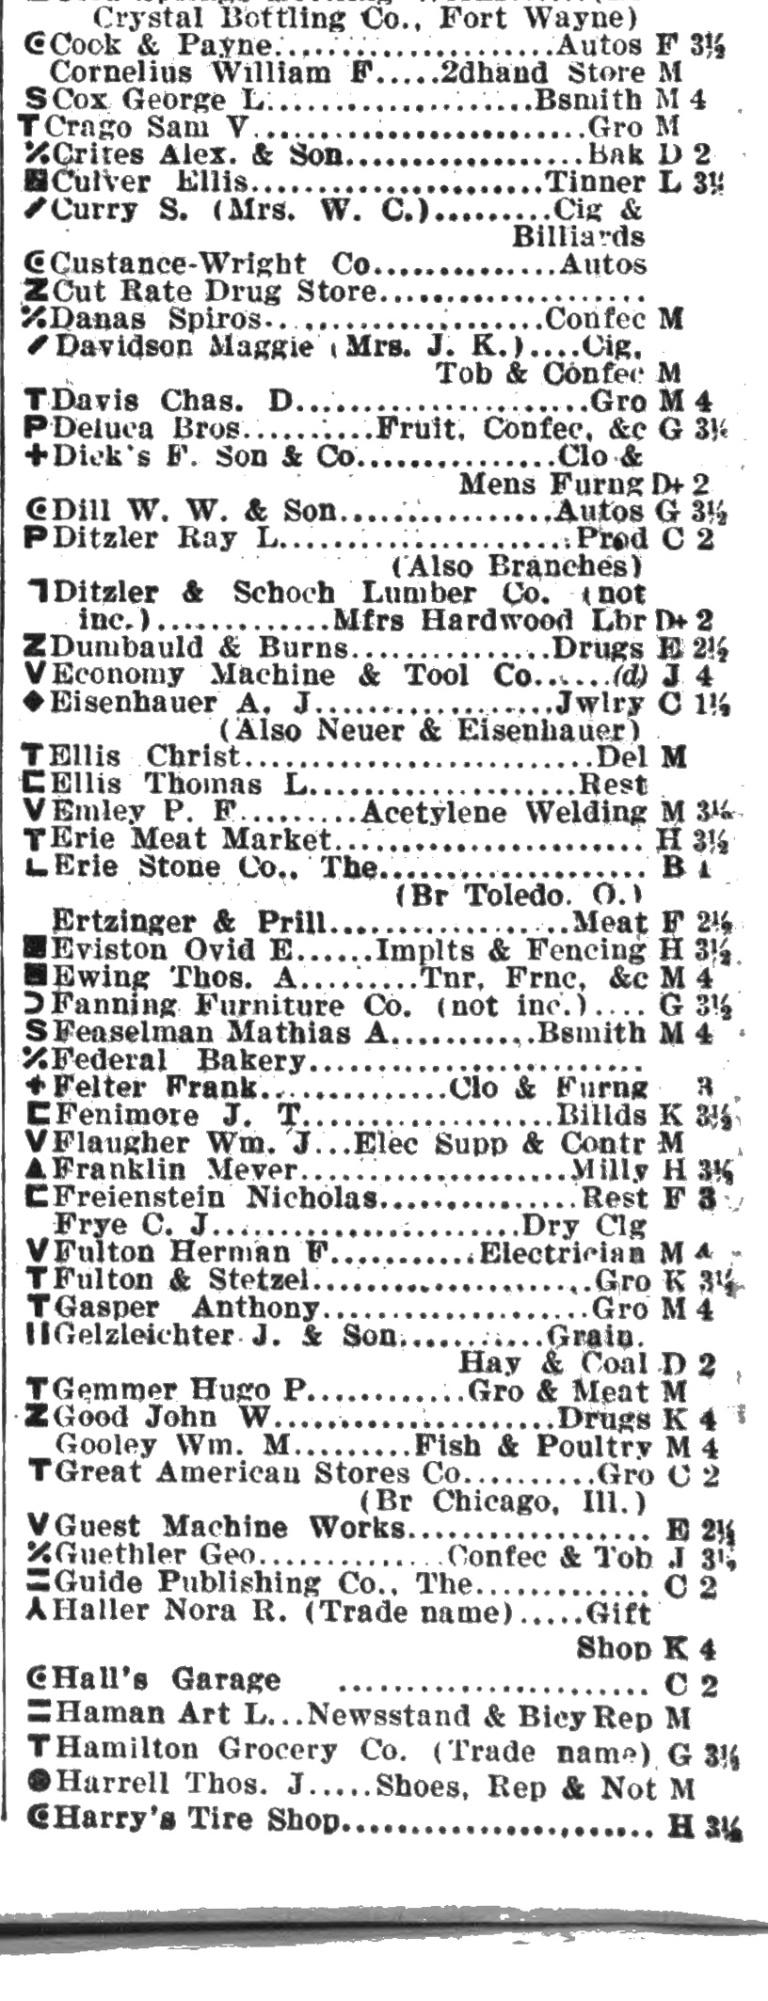 Crystal Bottling Co., Fort Wayne)
Cook & Payne..................Autos F 3½
Cornelius William F.....2dhand Store M
S Cox George L...................Bsmith M 4
T Crago Sam V........................Gro M
Crites Alex. & Son.................Bak D 2
Culver Ellis.....................Tinner L 3½
Curry S. (Mrs. W. C.).........Cig &
Billiards
Custance-Wright Co..............Autos
Z Cut Rate Drug Store...................
Danas Spiros....................Confec M
Davidson Maggie (Mrs. J. K.)....Cig,
Tob & Confec M
T Davis Chas. D.....................Gro M 4
P Deluca Bros..........Fruit, Confec, &c G 3½
+ Dick's F. Son & Co..............Clo &
Mens Furng D+ 2
Dill W. W. & Son...............Autos G 3½
P Ditzler Ray L.....................Prod C 2
(Also Branches)
Ditzler & Schoch Lumber Co. (not
inc.)............Mfrs Hardwood Lbr D+ 2
Z Dumbauld & Burns..............Drugs E 2½
V Economy Machine & Tool Co......(d) J 4
◆ Eisenhauer A. J.................Jwlry C 1½
(Also Neuer & Eisenhauer)
T Ellis Christ.........................Del M
Ellis Thomas L...................Rest
V Emley P. F.........Acetylene Welding M 3½
T Erie Meat Market...................... H 3½
L Erie Stone Co., The................... B 1
(Br Toledo, O.)
Ertzinger & Prill.................Meat F 2½
■ Eviston Ovid E......Implts & Fencing H 3½
■ Ewing Thos. A.........Tnr, Frnc, &c M 4
Fanning Furniture Co. (not inc.).... G 3½
S Feaselman Mathias A..........Bsmith M 4
Federal Bakery........................
+ Felter Frank..............Clo & Furng 3
Fenimore J. T..................Billds K 3½
V Flaugher Wm. J...Elec Supp & Contr M
▲ Franklin Meyer...................Milly H 3½
Freienstein Nicholas..............Rest F 3
Frye C. J......................Dry Clg
V Fulton Herman F...........Electrician M 4
T Fulton & Stetzel....................Gro K 3½
T Gasper Anthony...................Gro M 4
Gelzleichter J. & Son...........Grain,
Hay & Coal D 2
T Gemmer Hugo P............Gro & Meat M
Z Good John W....................Drugs K 4
Gooley Wm. M.........Fish & Poultry M 4
T Great American Stores Co..........Gro C 2
(Br Chicago, Ill.)
V Guest Machine Works.................. E 2½
Guethler Geo..............Confec & Tob J 3½
Guide Publishing Co., The............. C 2
Haller Nora R. (Trade name).....Gift
Shop K 4
Hall's Garage ...................... C 2
Haman Art L...Newsstand & Bicy Rep M
T Hamilton Grocery Co. (Trade name) G 3½
● Harrell Thos. J.....Shoes, Rep & Not M
Harry's Tire Shop...................... H 3½